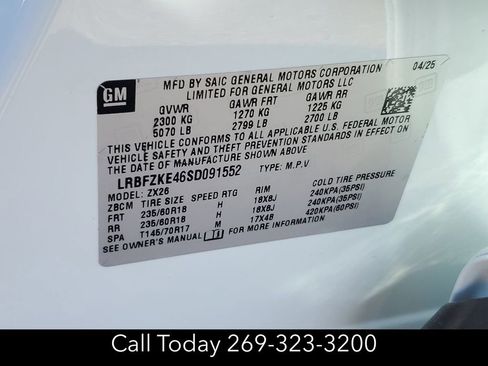 GM
MFD BY SAIC GENERAL MOTORS CORPORATION 04/25
LIMITED FOR GENERAL MOTORS LLC
GVWR GAWR FRT GAWR RR
2300 KG 1270 KG 1225 KG
5070 LB 2799 LB 2700 LB
THIS VEHICLE CONFORMS TO ALL APPLICABLE U.S. FEDERAL MOTOR
VEHICLE SAFETY AND THEFT PREVENTION STANDARDS IN EFFECT ON
THE DATE OF MANUFACTURE SHOWN ABOVE.
LRBFZKE46SD091552 TYPE: M.P.V
MODEL: ZX26
ZBCM TIRE SIZE SPEED RTG RIM COLD TIRE PRESSURE
FRT 235/60R18 H 18X8J 240KPA(35PSI)
RR 235/60R18 H 18X8J 240KPA(35PSI)
SPA T145/70R17 M 17X4B 420KPA(60PSI)
SEE OWNER'S MANUAL
Call Today 269-323-3200